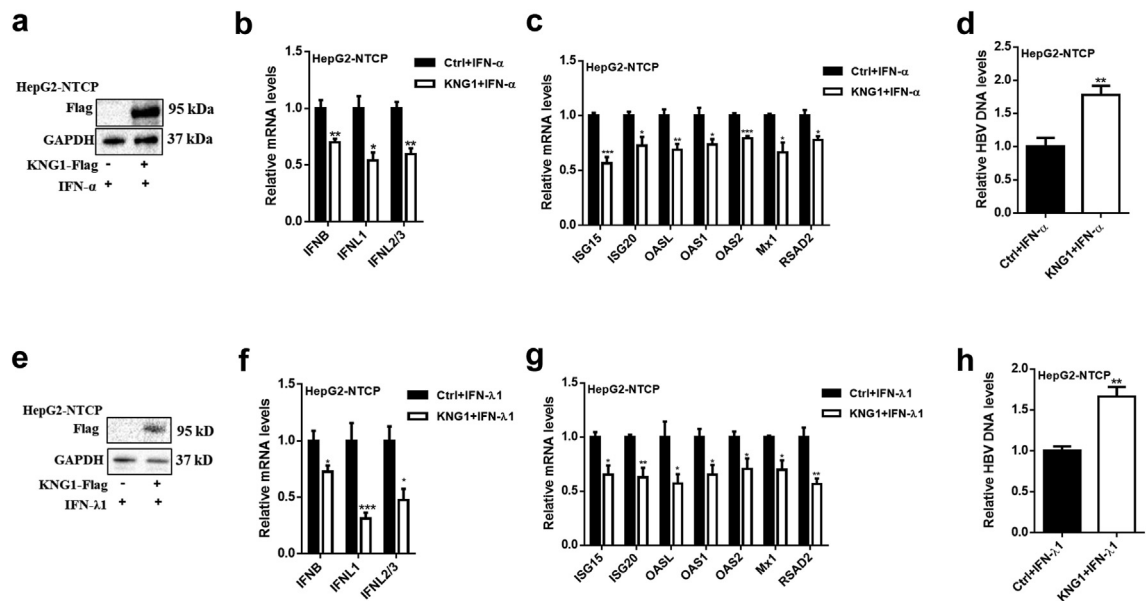 a
HepG2-NTCP
Flag
95 kDa
GAPDH
37 kDa
KNG1-Flag - +
IFN-α + +
b
HepG2-NTCP
Ctrl+IFN-α
KNG1+IFN-α
Relative mRNA levels
1.5
1.0
0.5
0.0
** * **
IFNB IFNL1 IFNL2/3
c
HepG2-NTCP
Ctrl+IFN-α
KNG1+IFN-α
Relative mRNA levels
1.5
1.0
0.5
0.0
*** * ** * *** * *
ISG15 ISG20 OASL OAS1 OAS2 Mx1 RSAD2
d
HepG2-NTCP
Relative HBV DNA levels
2.5
2.0
1.5
1.0
0.5
0.0
**
Ctrl+IFN-α KNG1+IFN-α
e
HepG2-NTCP
Flag
95 kD
GAPDH
37 kD
KNG1-Flag - +
IFN-λ1 + +
f
HepG2-NTCP
Ctrl+IFN-λ1
KNG1+IFN-λ1
Relative mRNA levels
1.5
1.0
0.5
0.0
* *** *
IFNB IFNL1 IFNL2/3
g
HepG2-NTCP
Ctrl+IFN-λ1
KNG1+IFN-λ1
Relative mRNA levels
1.5
1.0
0.5
0.0
* ** * * * * **
ISG15 ISG20 OASL OAS1 OAS2 Mx1 RSAD2
h
HepG2-NTCP
Relative HBV DNA levels
2.0
1.5
1.0
0.5
0.0
**
Ctrl+IFN-λ1 KNG1+IFN-λ1